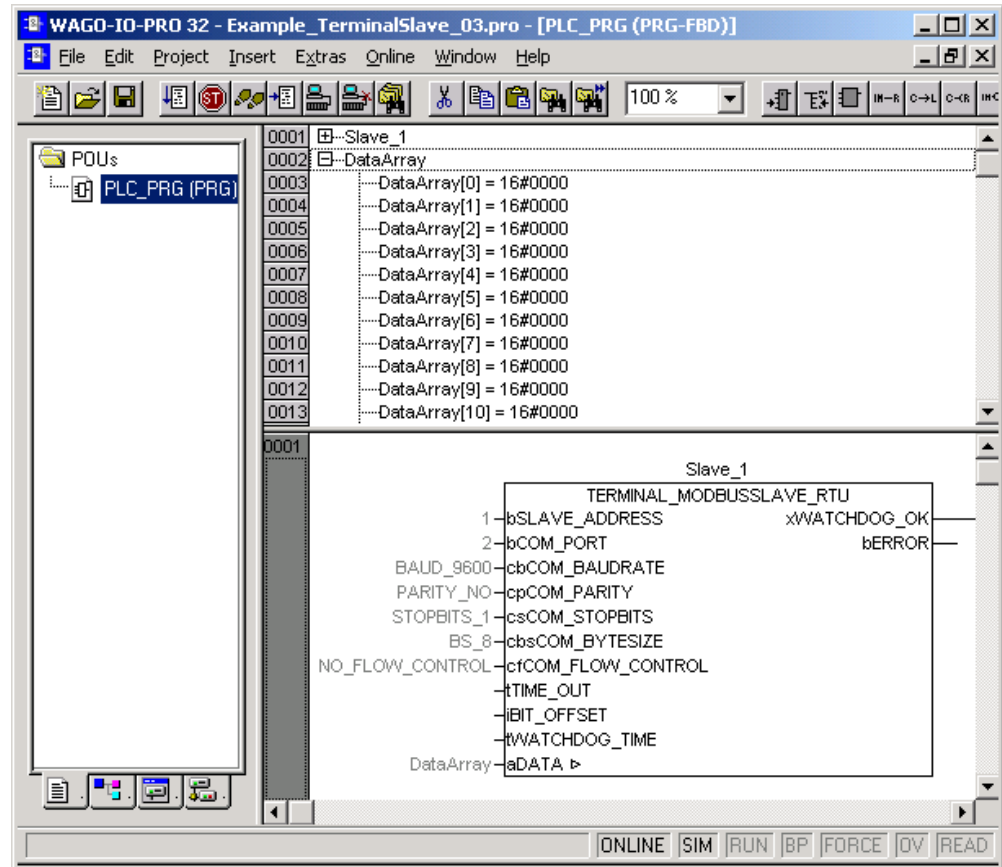 WAGO-IO-PRO 32 - Example_TerminalSlave_03.pro - [PLC_PRG (PRG-FBD)]
File Edit Project Insert Extras Online Window Help
ST 100 %
POUs
PLC_PRG (PRG)
0001 Slave_1
0002 DataArray
0003 DataArray[0] = 16#0000
0004 DataArray[1] = 16#0000
0005 DataArray[2] = 16#0000
0006 DataArray[3] = 16#0000
0007 DataArray[4] = 16#0000
0008 DataArray[5] = 16#0000
0009 DataArray[6] = 16#0000
0010 DataArray[7] = 16#0000
0011 DataArray[8] = 16#0000
0012 DataArray[9] = 16#0000
0013 DataArray[10] = 16#0000
0001
Slave_1
TERMINAL_MODBUSSLAVE_RTU
1 bSLAVE_ADDRESS xWATCHDOG_OK
2 bCOM_PORT bERROR
BAUD_9600 cbCOM_BAUDRATE
PARITY_NO cpCOM_PARITY
STOPBITS_1 csCOM_STOPBITS
BS_8 cbsCOM_BYTESIZE
NO_FLOW_CONTROL cfCOM_FLOW_CONTROL
tTIME_OUT
iBIT_OFFSET
tWATCHDOG_TIME
DataArray aDATA
ONLINE SIM RUN BP FORCE OV READ